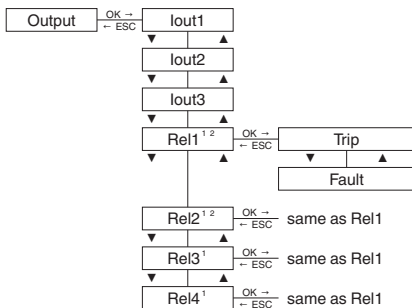 Output
OK →
← ESC
Iout1
▼ ▲
Iout2
▼ ▲
Iout3
▼ ▲
Rel1 1 2
OK →
← ESC
Trip
▼ ▲
▼ ▲
Fault
Rel2 1 2
OK →
← ESC
same as Rel1
▼ ▲
Rel3 1
OK →
← ESC
same as Rel1
▼ ▲
Rel4 1
OK →
← ESC
same as Rel1